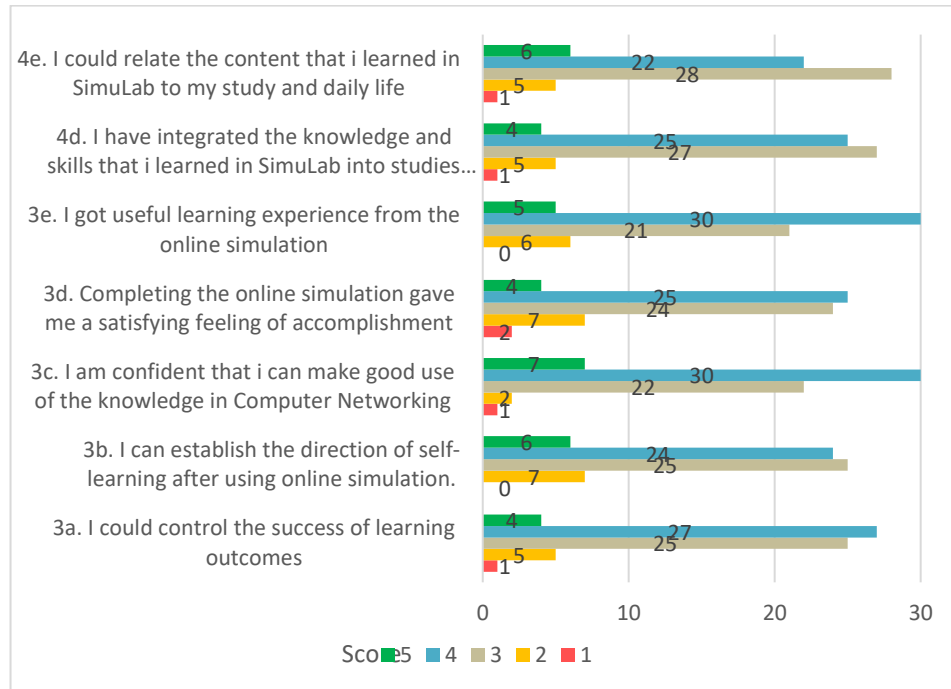 4e. I could relate the content that i learned in
SimuLab to my study and daily life
6
22
28
5
1
4d. I have integrated the knowledge and
skills that i learned in SimuLab into studies...
4
25
27
5
1
3e. I got useful learning experience from the
online simulation
5
30
21
6
0
3d. Completing the online simulation gave
me a satisfying feeling of accomplishment
4
25
24
7
2
3c. I am confident that i can make good use
of the knowledge in Computer Networking
7
30
22
2
1
3b. I can establish the direction of self-
learning after using online simulation.
6
24
25
7
0
3a. I could control the success of learning
outcomes
4
27
25
5
1
0 10 20 30
Score 5 4 3 2 1